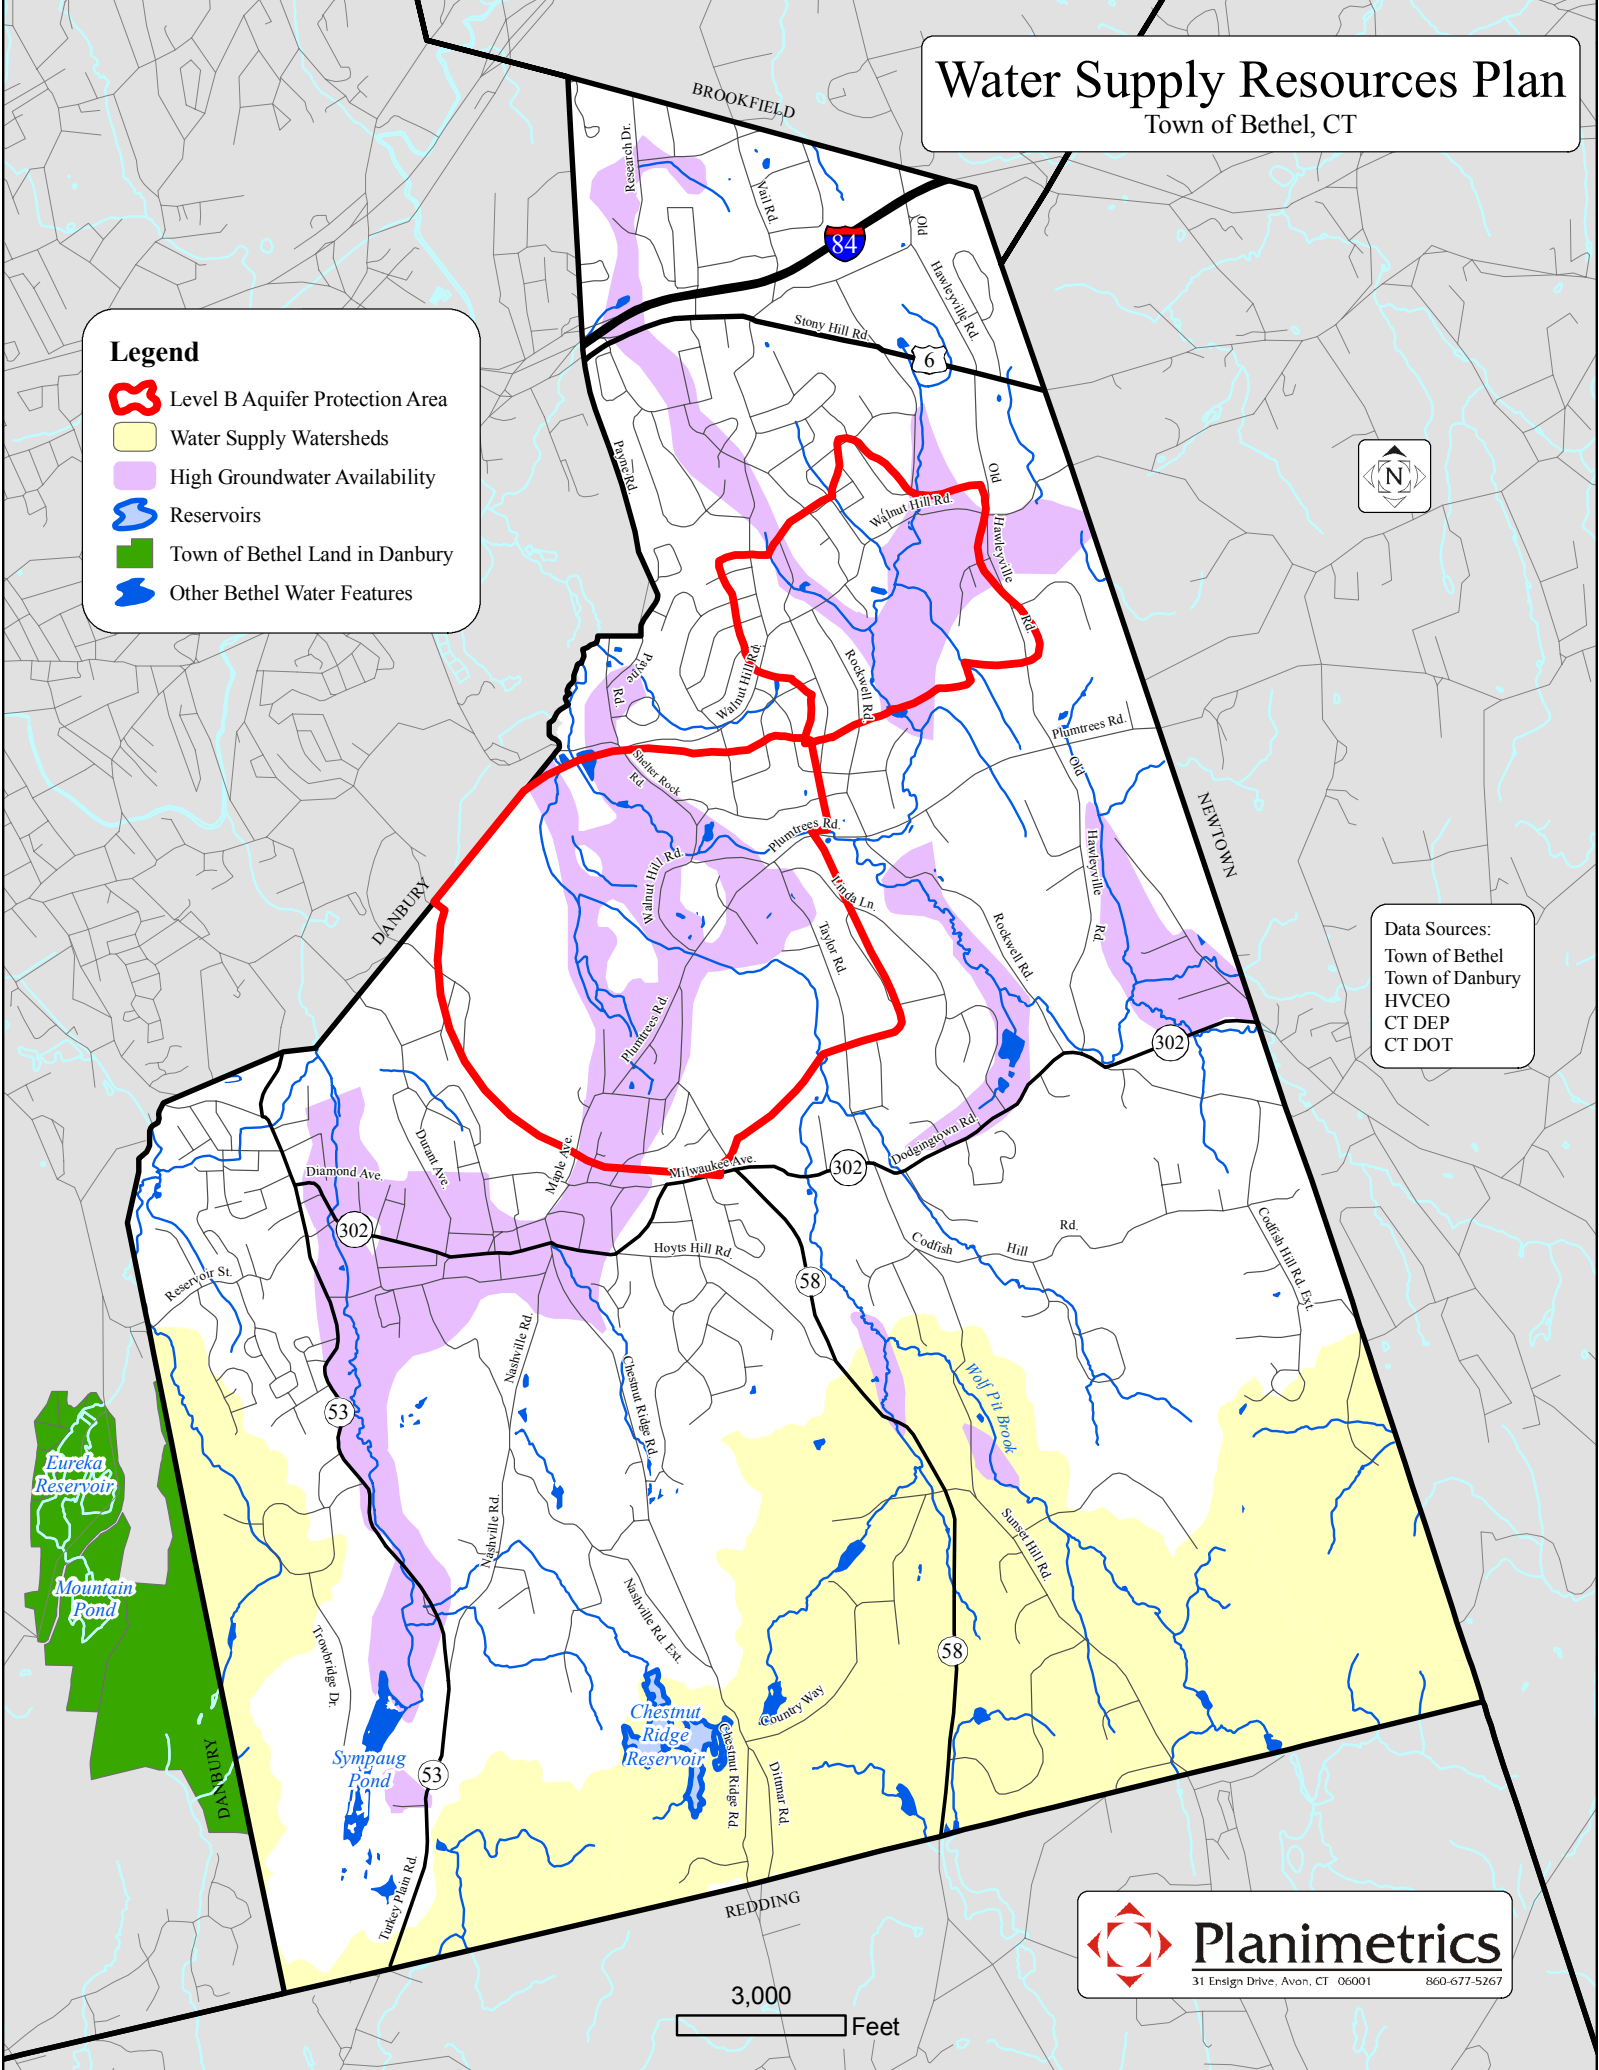 Water Supply Resources Plan
Town of Bethel, CT
BROOKFIELD
Research Dr.
Vail Rd.
84
Old
Hawleyville Rd.
Stony Hill Rd.
6
Legend
Level B Aquifer Protection Area
Water Supply Watersheds
High Groundwater Availability
Reservoirs
Town of Bethel Land in Danbury
Other Bethel Water Features
Payne Rd
N
Old
Hawleyville
Rd.
Walnut Hill Rd.
Payne
Rd.
Walnut Hill Rd.
Rockwell Rd.
Plumtrees Rd.
Old
Hawleyville
Rd.
Shelter Rock
Rd.
Plumtrees Rd.
NEWTOWN
Walnut Hill Rd.
Linda Ln.
DANBURY
Taylor Rd.
Rockwell Rd.
Data Sources:
Town of Bethel
Town of Danbury
HVCEO
CT DEP
CT DOT
Plumtrees Rd.
302
Durant Ave.
Maple Ave.
Dodgingtown Rd.
Diamond Ave.
Milwaukee Ave.
302
302
Codfish Hill Rd.
Codfish Hill Rd. Ext.
Hoyts Hill Rd.
Reservoir St.
58
Nashville Rd.
Chestnut Ridge Rd.
Wolf Pit Brook
53
Eureka
Reservoir
Nashville Rd.
Sunset Hill Rd.
Mountain
Pond
Nashville Rd. Ext.
Trowbridge Dr.
58
Country Way
Chestnut
Ridge
Reservoir
Chestnut Ridge Rd.
Dittmar Rd.
DANBURY
Sympaug
Pond
53
Turkey Plain Rd.
REDDING
Planimetrics
31 Ensign Drive, Avon, CT 06001 860-677-5267
3,000
Feet